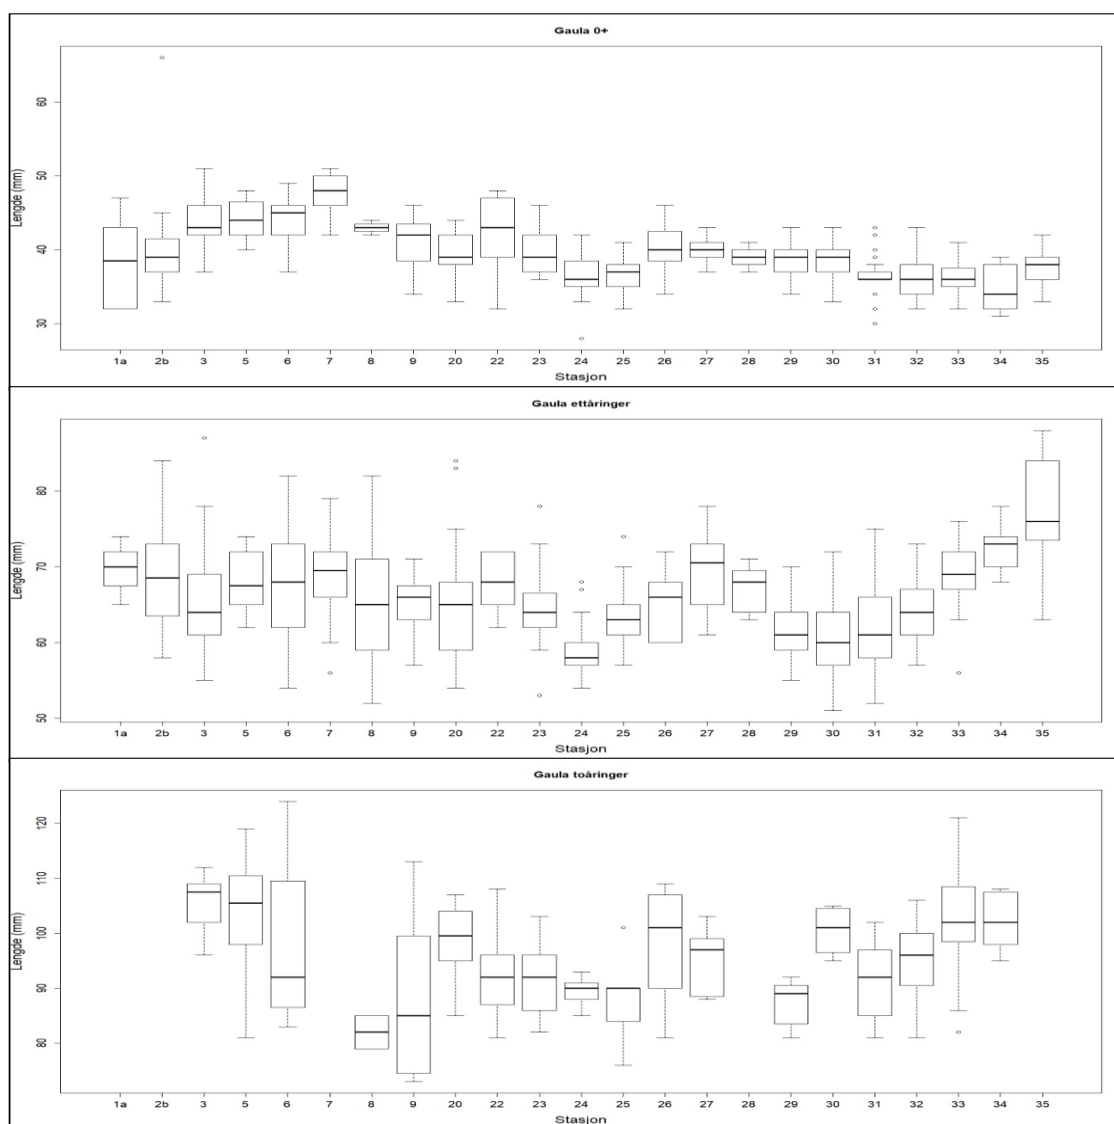 Gaula 0+
Lengde (mm)
60
50
40
30
1a 2b 3 5 6 7 8 9 20 22 23 24 25 26 27 28 29 30 31 32 33 34 35
Stasjon
Gaula ettåringer
Lengde (mm)
80
70
60
50
1a 2b 3 5 6 7 8 9 20 22 23 24 25 26 27 28 29 30 31 32 33 34 35
Stasjon
Gaula toåringer
Lengde (mm)
120
110
100
90
80
1a 2b 3 5 6 7 8 9 20 22 23 24 25 26 27 28 29 30 31 32 33 34 35
Stasjon